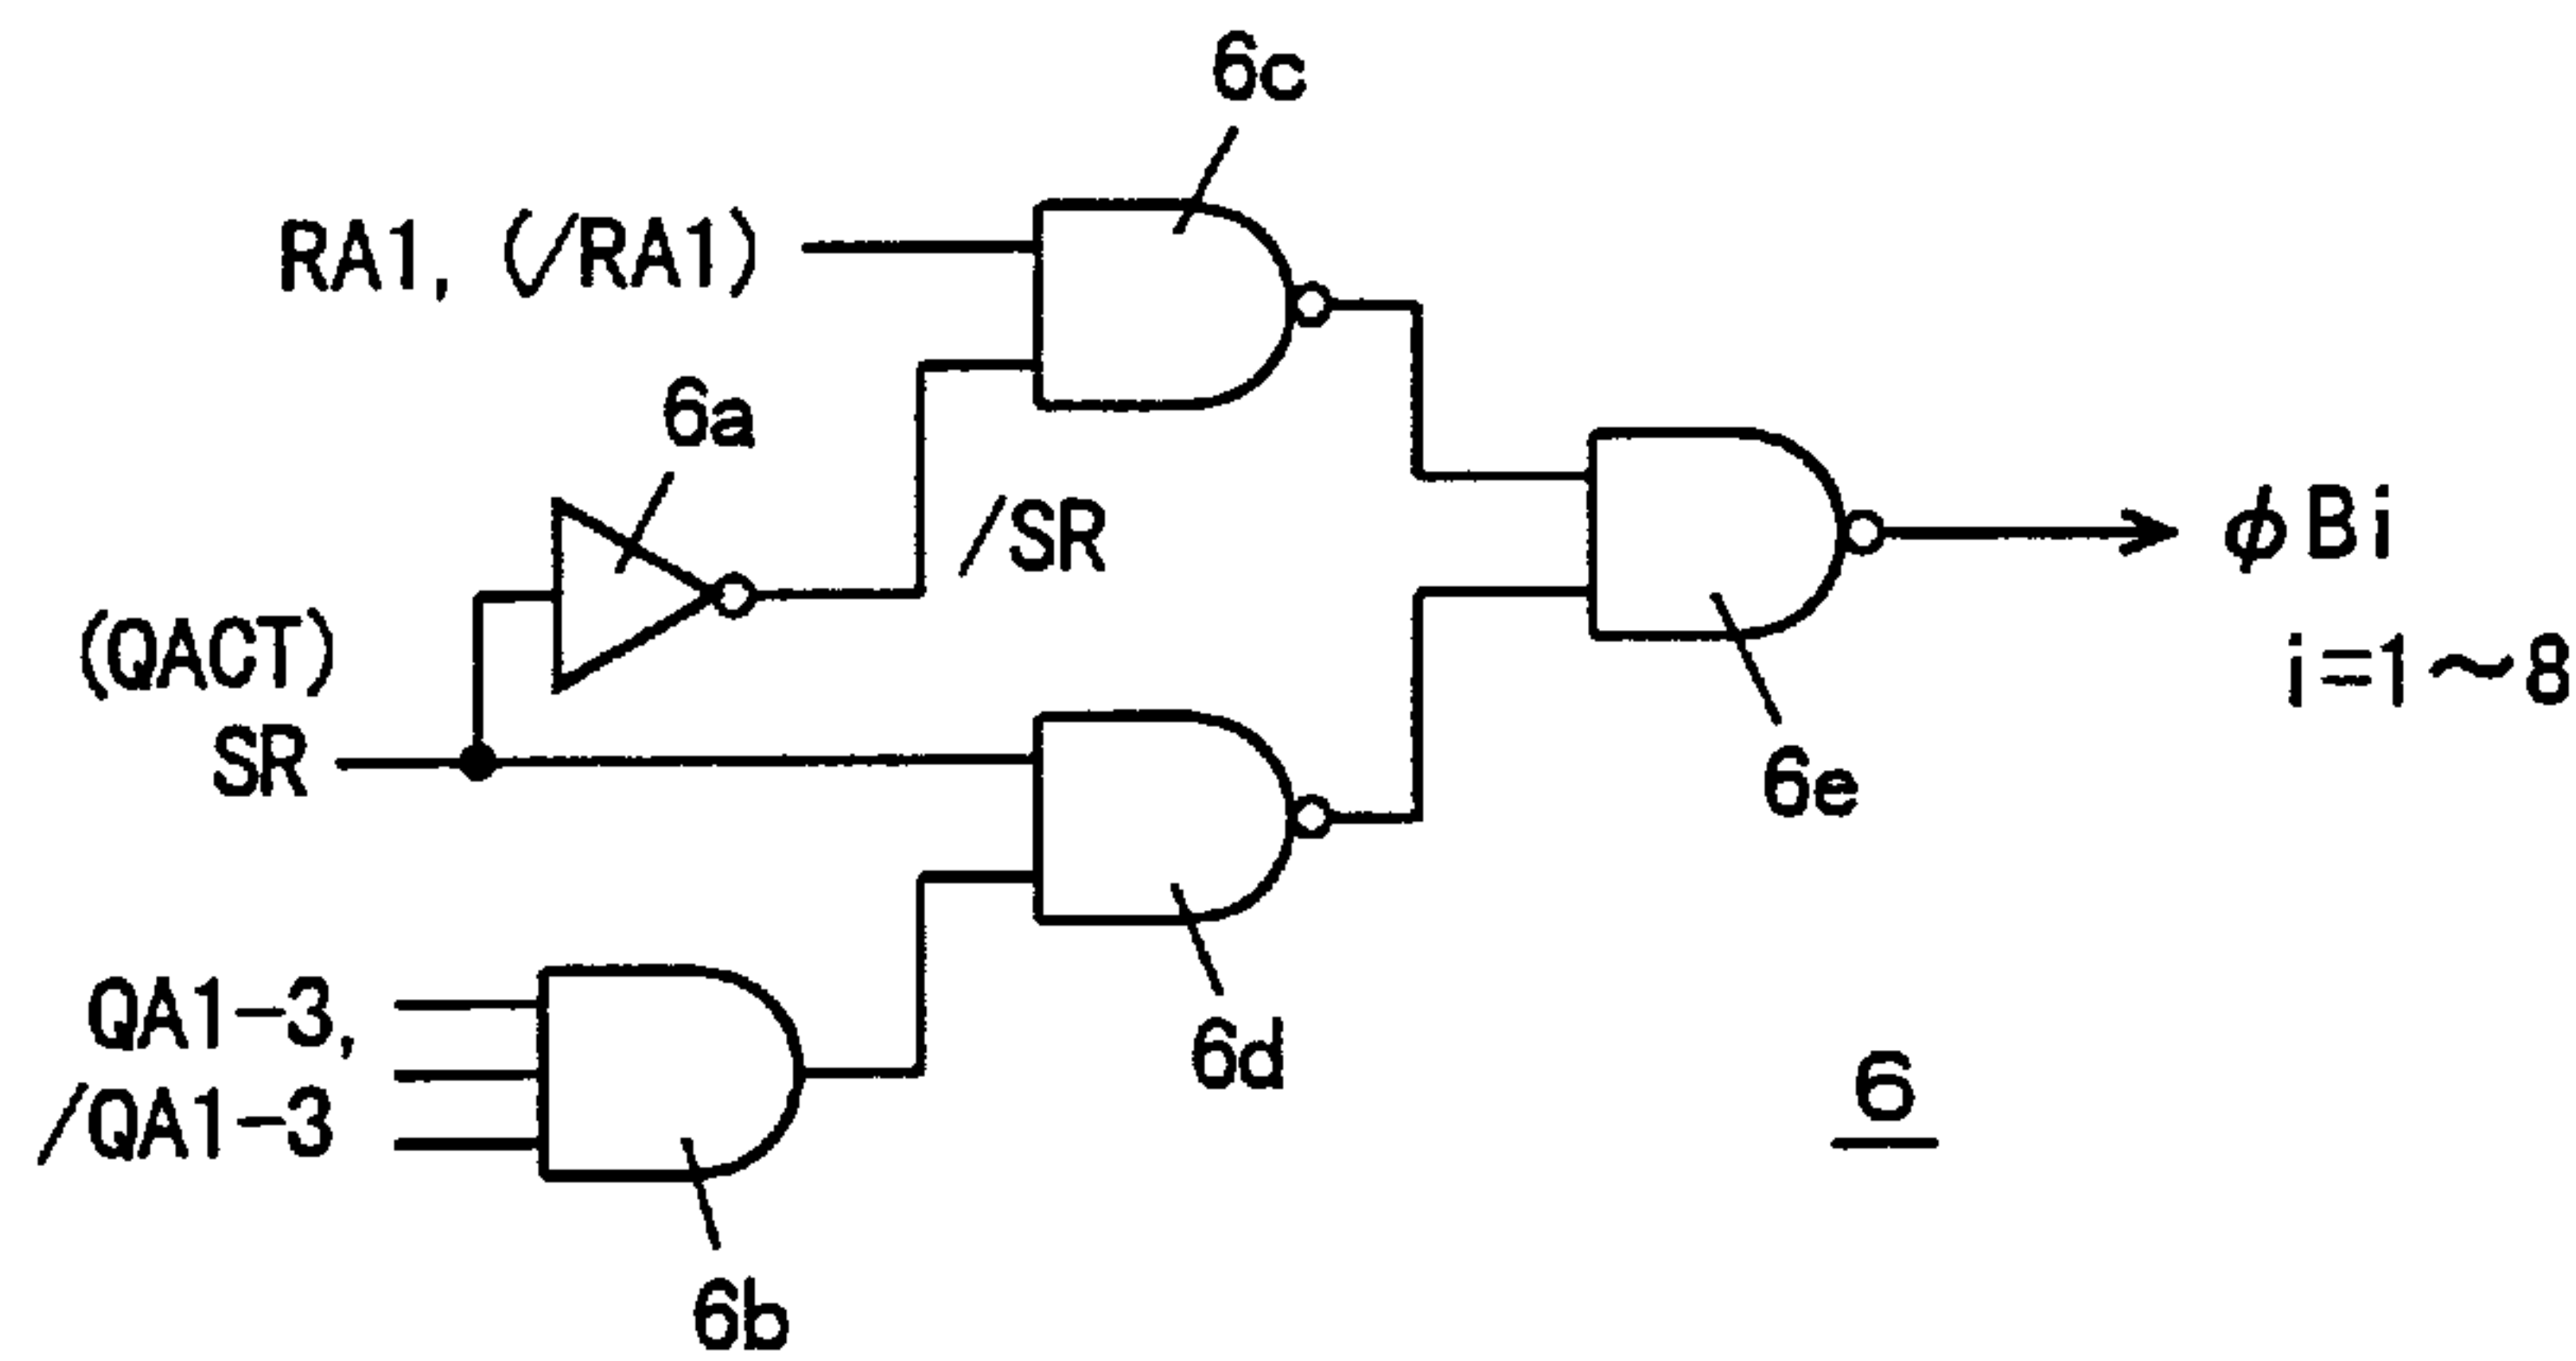 6c
RA1, (/RA1)
6a
/SR
φBi
i=1~8
(QACT)
SR
6e
QA1-3,
/QA1-3
6d
6
6b